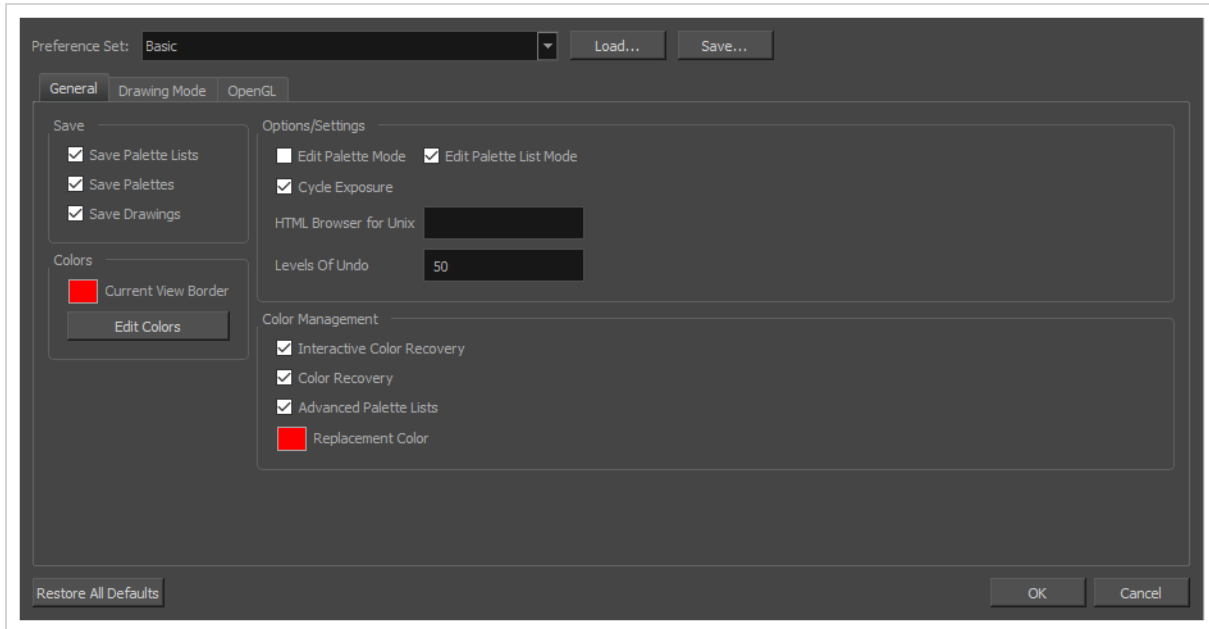 Preference Set: Basic Load... Save...
General Drawing Mode OpenGL
Save
Save Palette Lists
Save Palettes
Save Drawings
Colors
Current View Border
Edit Colors
Options/Settings
Edit Palette Mode Edit Palette List Mode
Cycle Exposure
HTML Browser for Unix
Levels Of Undo 50
Color Management
Interactive Color Recovery
Color Recovery
Advanced Palette Lists
Replacement Color
Restore All Defaults OK Cancel